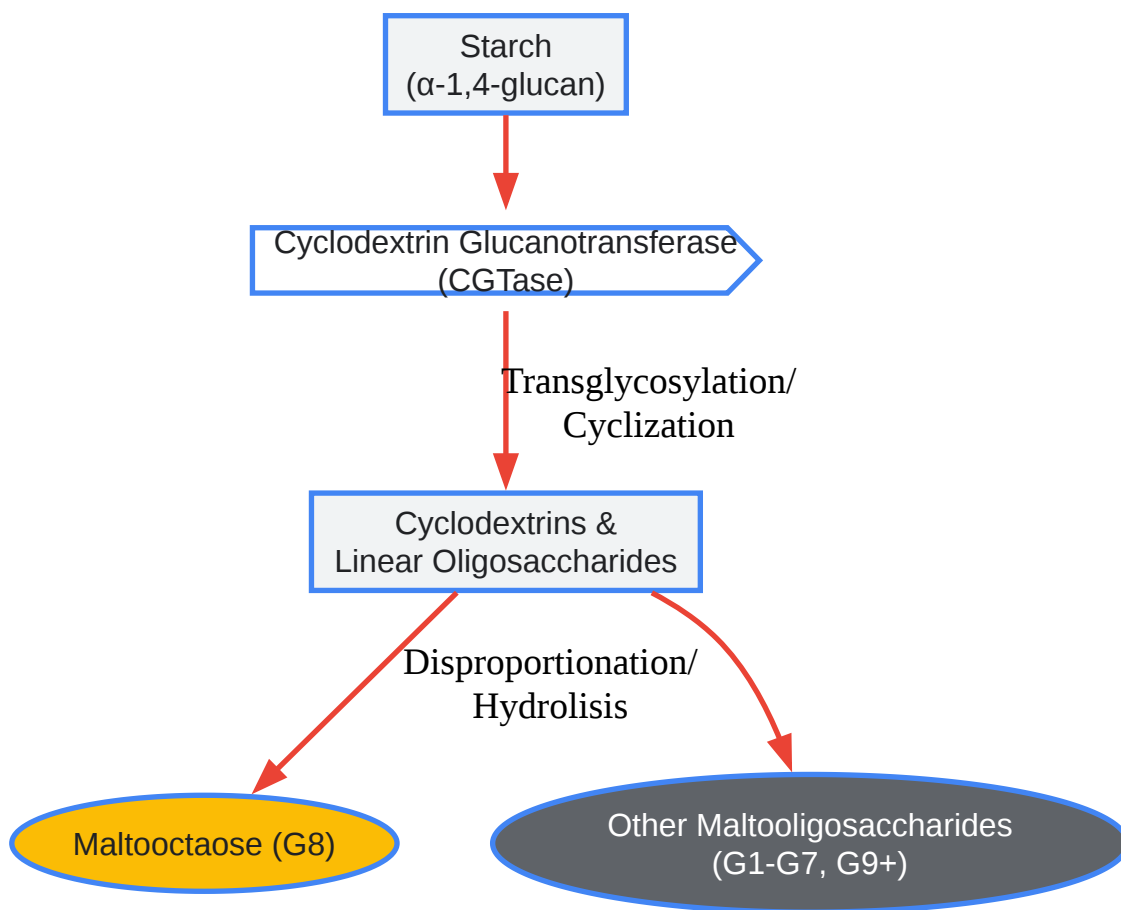 Starch
(α-1,4-glucan)
Cyclodextrin Glucanotransferase
(CGTase)
Transglycosylation/
Cyclization
Cyclodextrins &
Linear Oligosaccharides
Disproportionation/
Hydrolisis
Maltooctaose (G8)
Other Maltooligosaccharides
(G1-G7, G9+)